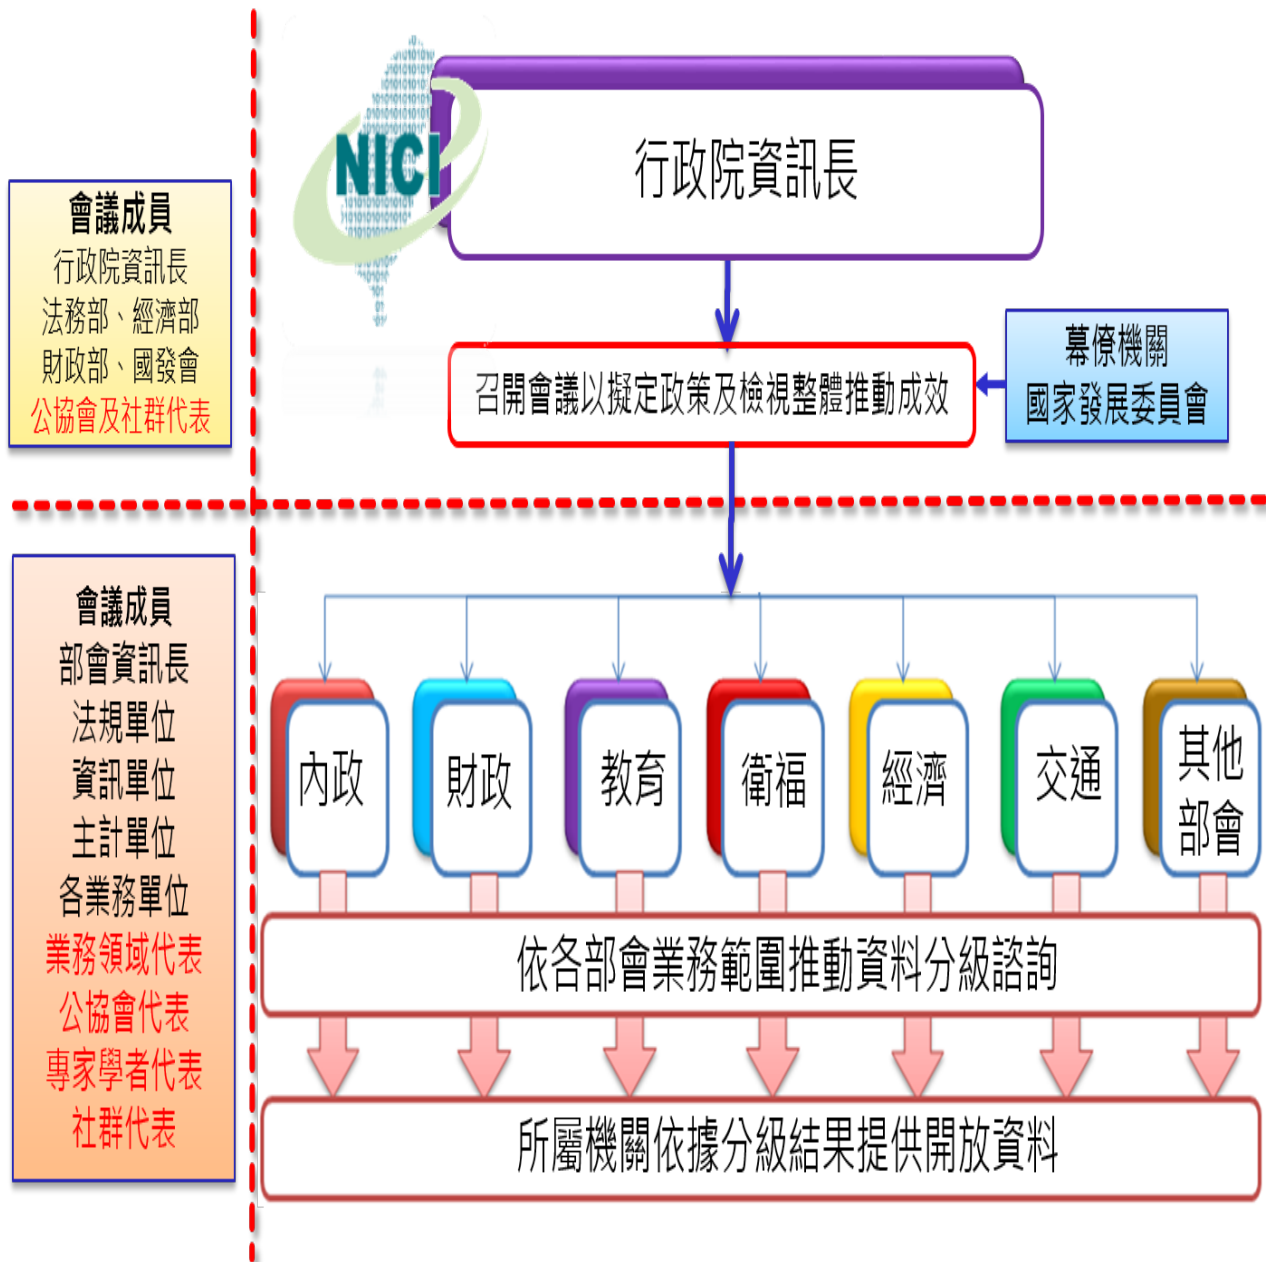 NICI
行政院資訊長
會議成員
行政院資訊長
法務部、經濟部
財政部、國發會
公協會及社群代表
召開會議以擬定政策及檢視整體推動成效
幕僚機關
國家發展委員會
會議成員
部會資訊長
法規單位
資訊單位
主計單位
各業務單位
業務領域代表
公協會代表
專家學者代表
社群代表
內政
財政
教育
衛福
經濟
交通
其他
部會
依各部會業務範圍推動資料分級諮詢
所屬機關依據分級結果提供開放資料